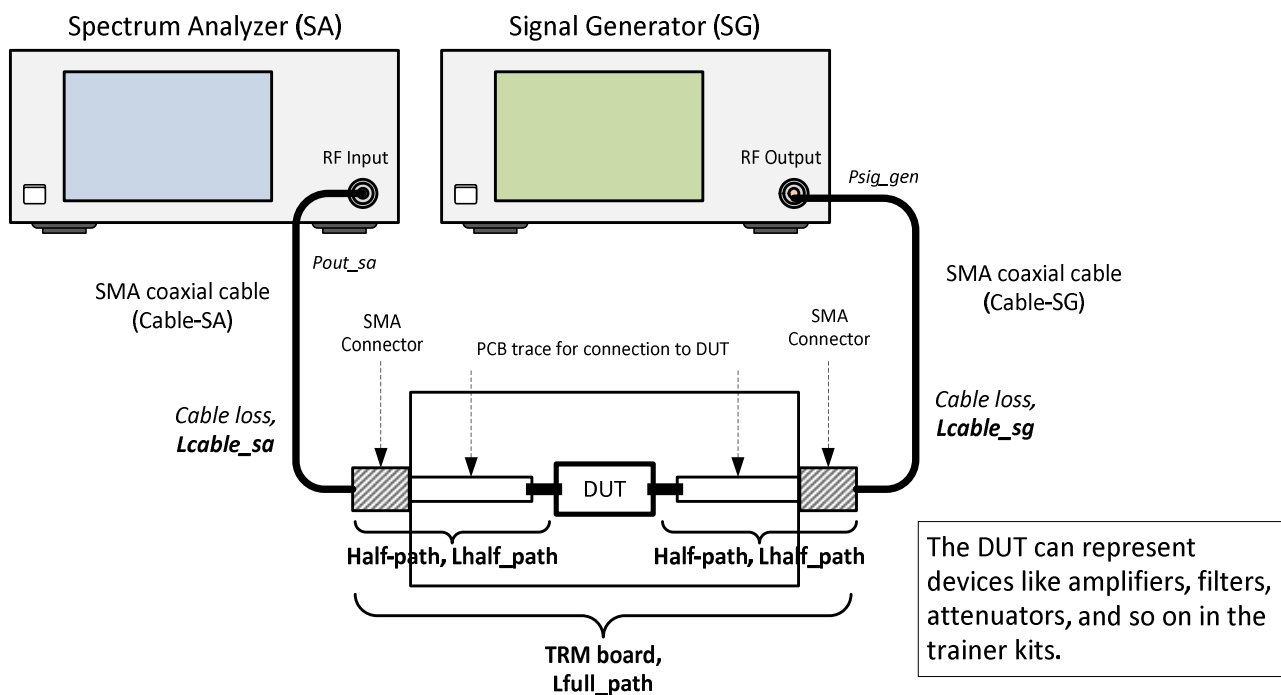 Spectrum Analyzer (SA)
Signal Generator (SG)
RF Input
RF Output
Psig_gen
Pout_sa
SMA coaxial cable
(Cable-SA)
SMA coaxial cable
(Cable-SG)
SMA
Connector
PCB trace for connection to DUT
SMA
Connector
Cable loss,
Lcable_sa
Cable loss,
Lcable_sg
DUT
Half-path, Lhalf_path
Half-path, Lhalf_path
TRM board,
Lfull_path
The DUT can represent
devices like amplifiers, filters,
attenuators, and so on in the
trainer kits.